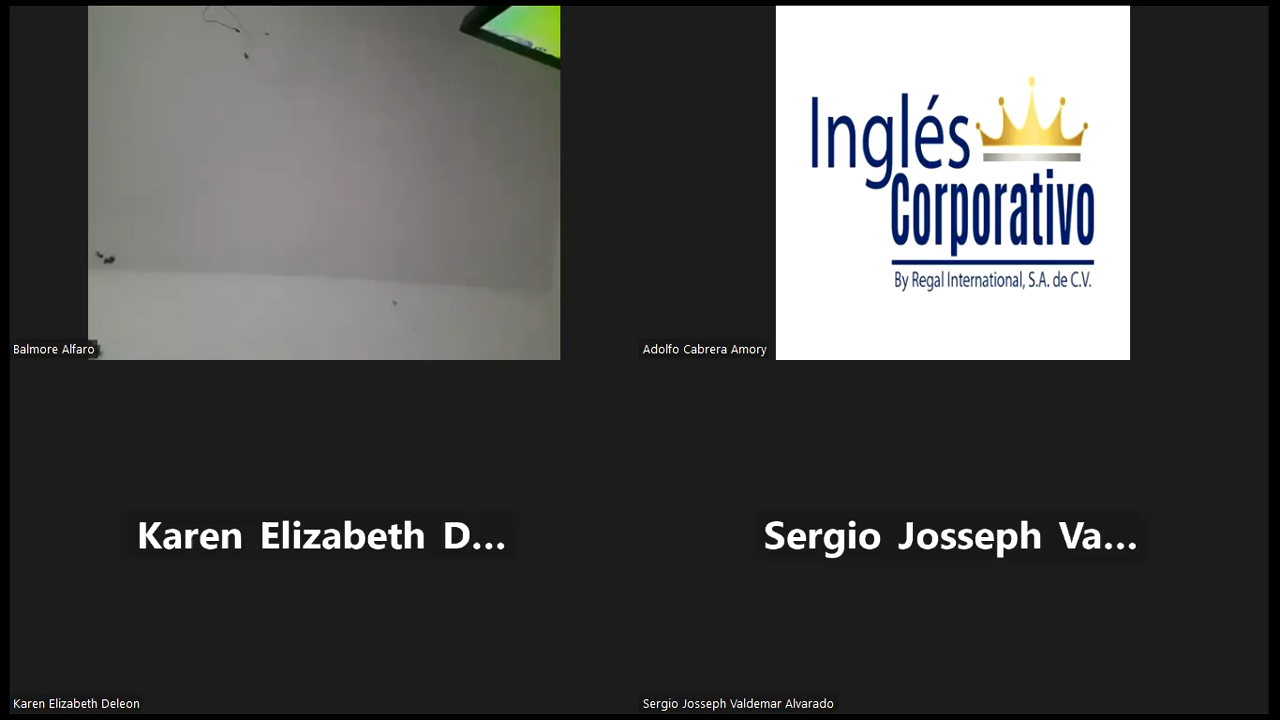 Inglés
Corporativo
By Regal International, S.A. de C.V.
Balmore Alfaro
Adolfo Cabrera Amory
Karen Elizabeth D...
Sergio Josseph Va...
Karen Elizabeth Deleon
Sergio Josseph Valdemar Alvarado